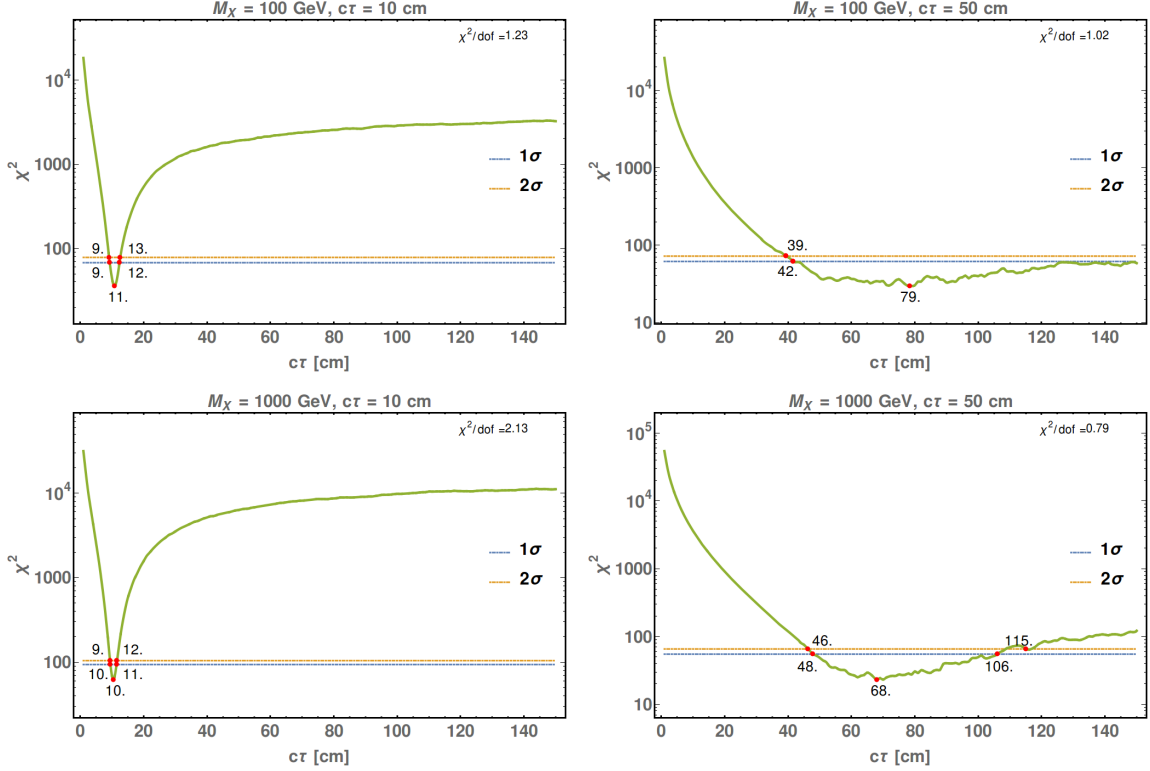 Mχ = 100 GeV, cτ = 10 cm
χ²/dof =1.23
10⁴
1000
100
χ²
1σ
2σ
9.
13.
9.
12.
11.
0 20 40 60 80 100 120 140
cτ [cm]
Mχ = 100 GeV, cτ = 50 cm
χ²/dof =1.02
10⁴
1000
100
10
χ²
1σ
2σ
39.
42.
79.
0 20 40 60 80 100 120 140
cτ [cm]
Mχ = 1000 GeV, cτ = 10 cm
χ²/dof =2.13
10⁴
1000
100
χ²
1σ
2σ
9.
12.
10.
11.
10.
0 20 40 60 80 100 120 140
cτ [cm]
Mχ = 1000 GeV, cτ = 50 cm
χ²/dof =0.79
10⁵
10⁴
1000
100
10
χ²
1σ
2σ
46.
115.
48.
106.
68.
0 20 40 60 80 100 120 140
cτ [cm]